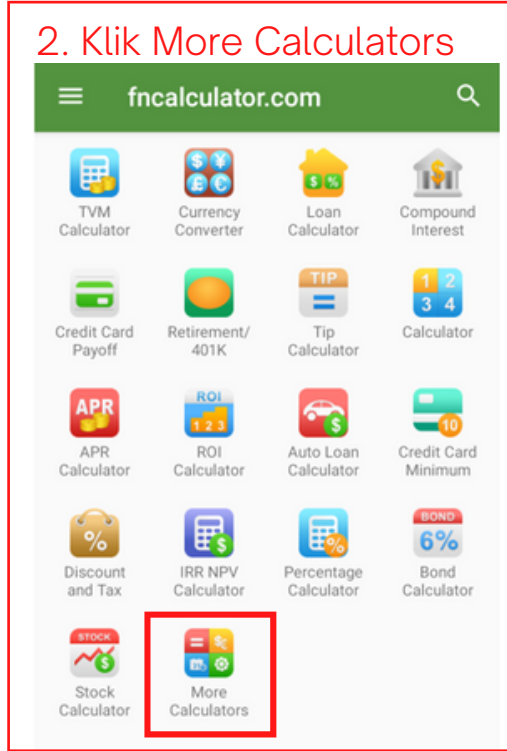 2. Klik More Calculators
fncalculator.com
TVM
Calculator
Currency
Converter
Loan
Calculator
Compound
Interest
Credit Card
Payoff
Retirement/
401K
TIP
Tip
Calculator
1 2
3 4
Calculator
APR
APR
Calculator
ROI
1 2 3
ROI
Calculator
Auto Loan
Calculator
10
Credit Card
Minimum
%
Discount
and Tax
IRR NPV
Calculator
%
Percentage
Calculator
BOND
6%
Bond
Calculator
STOCK
Stock
Calculator
More
Calculators